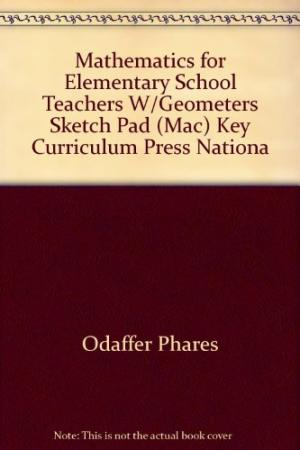 Mathematics for
Elementary School
Teachers W/Geometers
Sketch Pad (Mac) Key
Curriculum Press Nationa
Odaffer Phares
Note: This is not the actual book cover